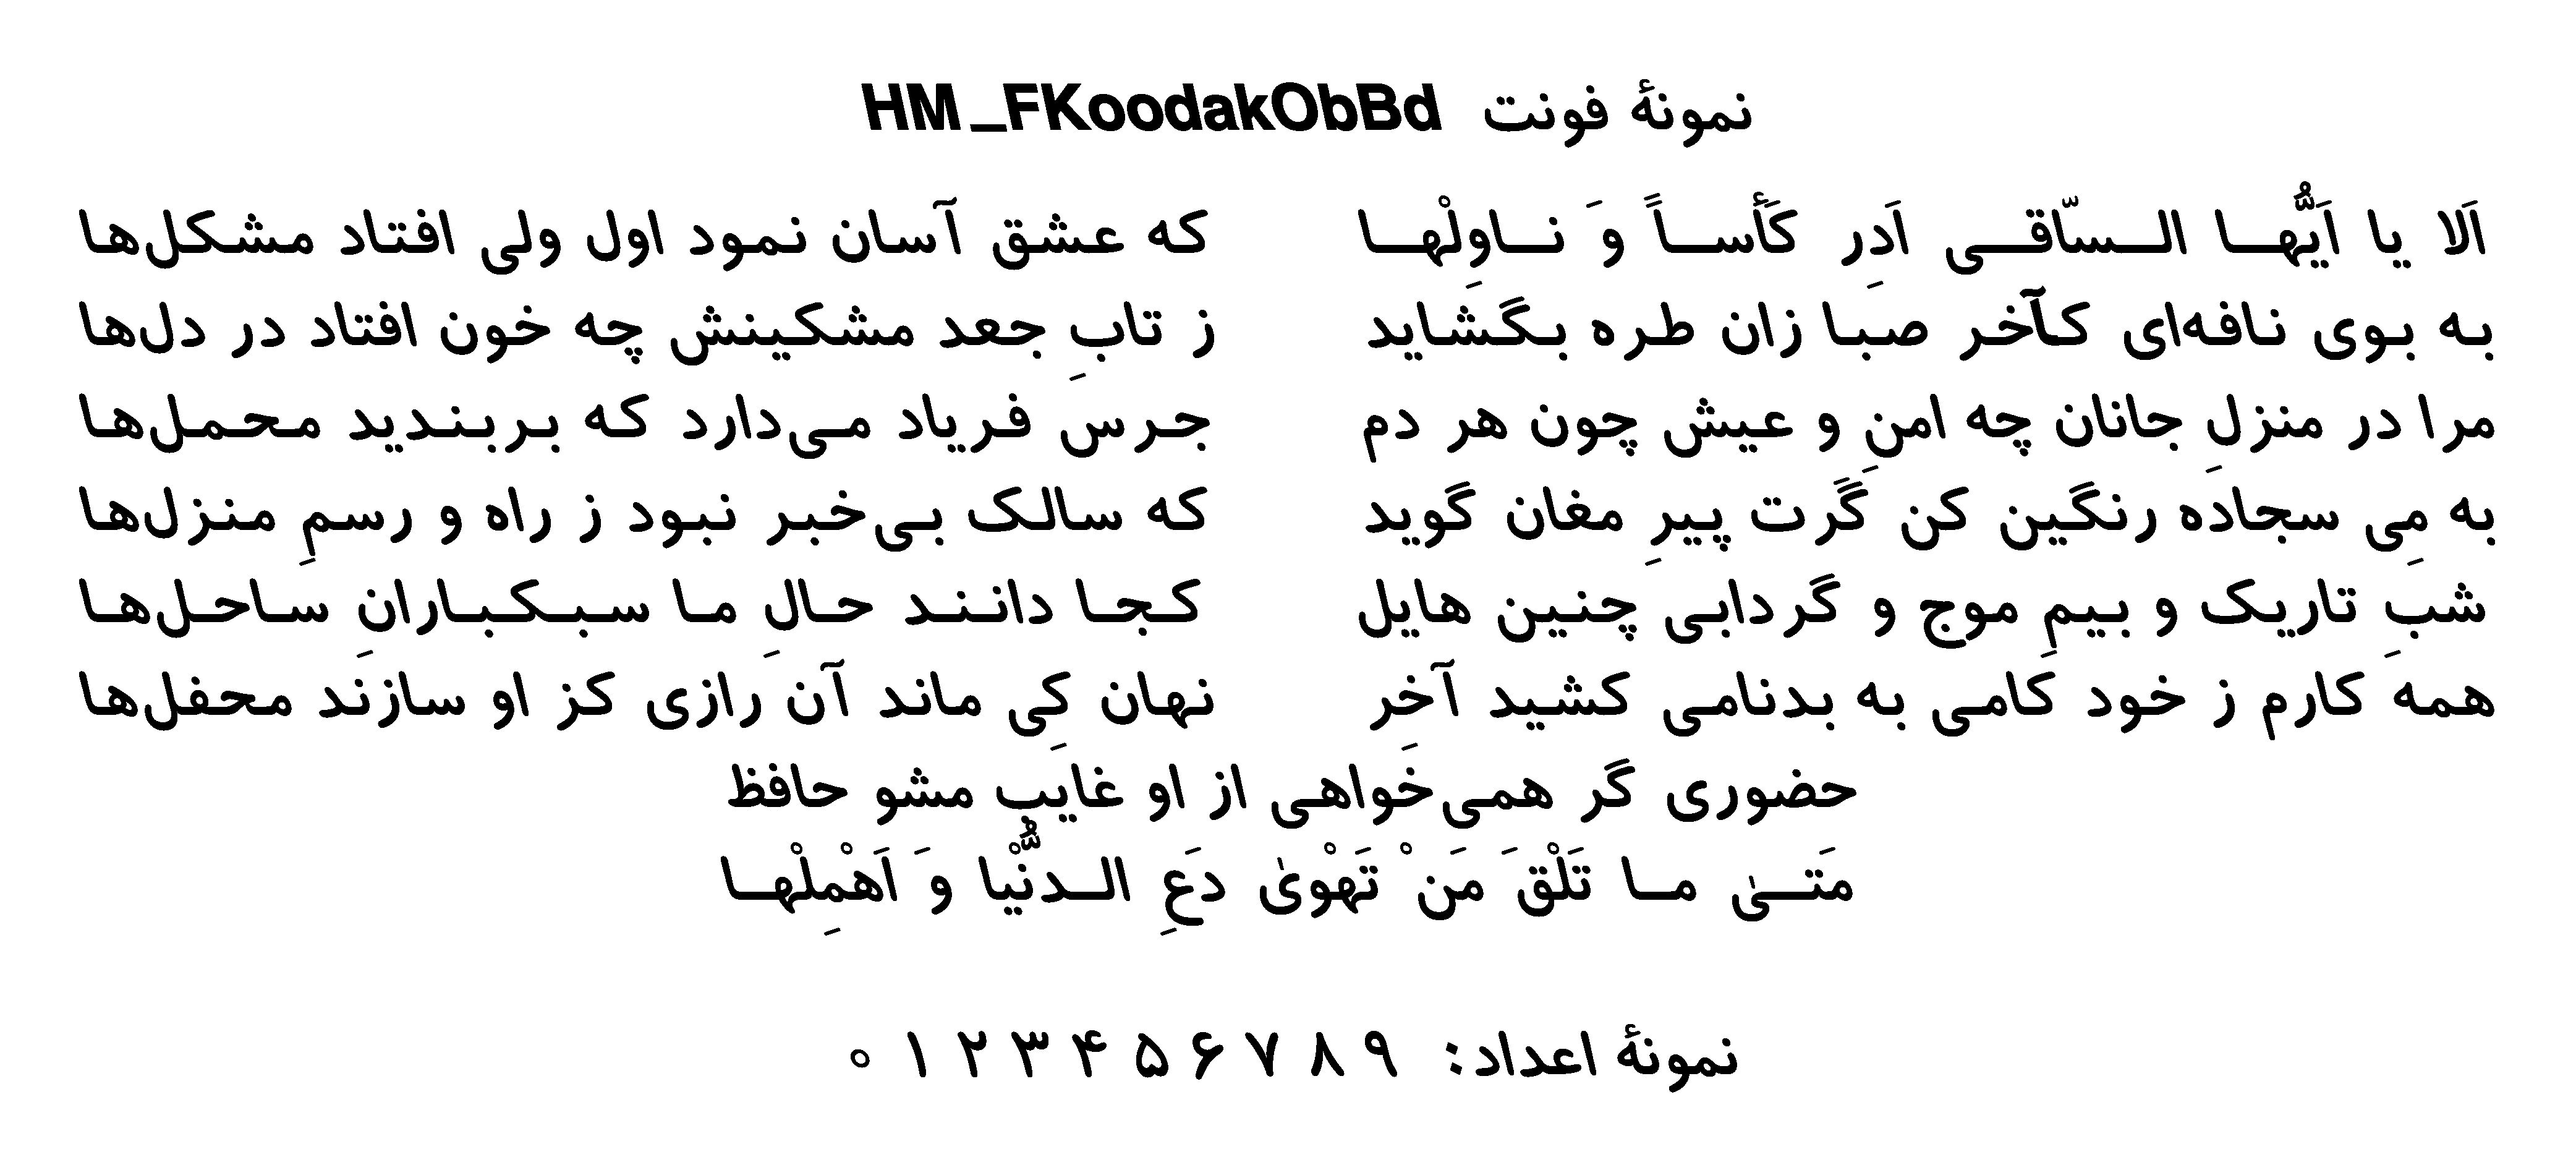 نمونهٔ فونت HM_FKoodakObBd
اَلا یا اَیُّهـا السّاقی اَدِر کَأساً وَ ناوِلْها که عشق آسان نمود اول ولی افتاد مشکل‌ها
به بوی نافه‌ای کآخر صبا زان طره بگشاید ز تابِ جعد مشکینش چه خون افتاد در دل‌ها
مرا در منزلِ جانان چه امنِ و عیش چون هر دم جرس فریاد می‌دارد که بربندید محمل‌ها
به مِی سجاده رنگین کن گَرت پیرِ مغان گوید که سالک بی‌خبر نبود ز راه و رسمِ منزل‌ها
شبِ تاریک و بیمِ موج و گردابی چنین هایل کجا دانند حالِ ما سبکبارانِ ساحل‌ها
همه کارم ز خود کامی به بدنامی کشید آخر نهان کِی ماند آن رازی کز او سازند محفل‌ها
حضوری گر همی‌خواهی از او غایب مشو حافظ
مَتـیٰ ما تَلْقَ مَنْ تَهْویٰ دَعِ الدنُّیْا وَ اَهْمِلْها
نمونهٔ اعداد: ۹ ۸ ۷ ۶ ۵ ۴ ۳ ۲ ۱ ۰